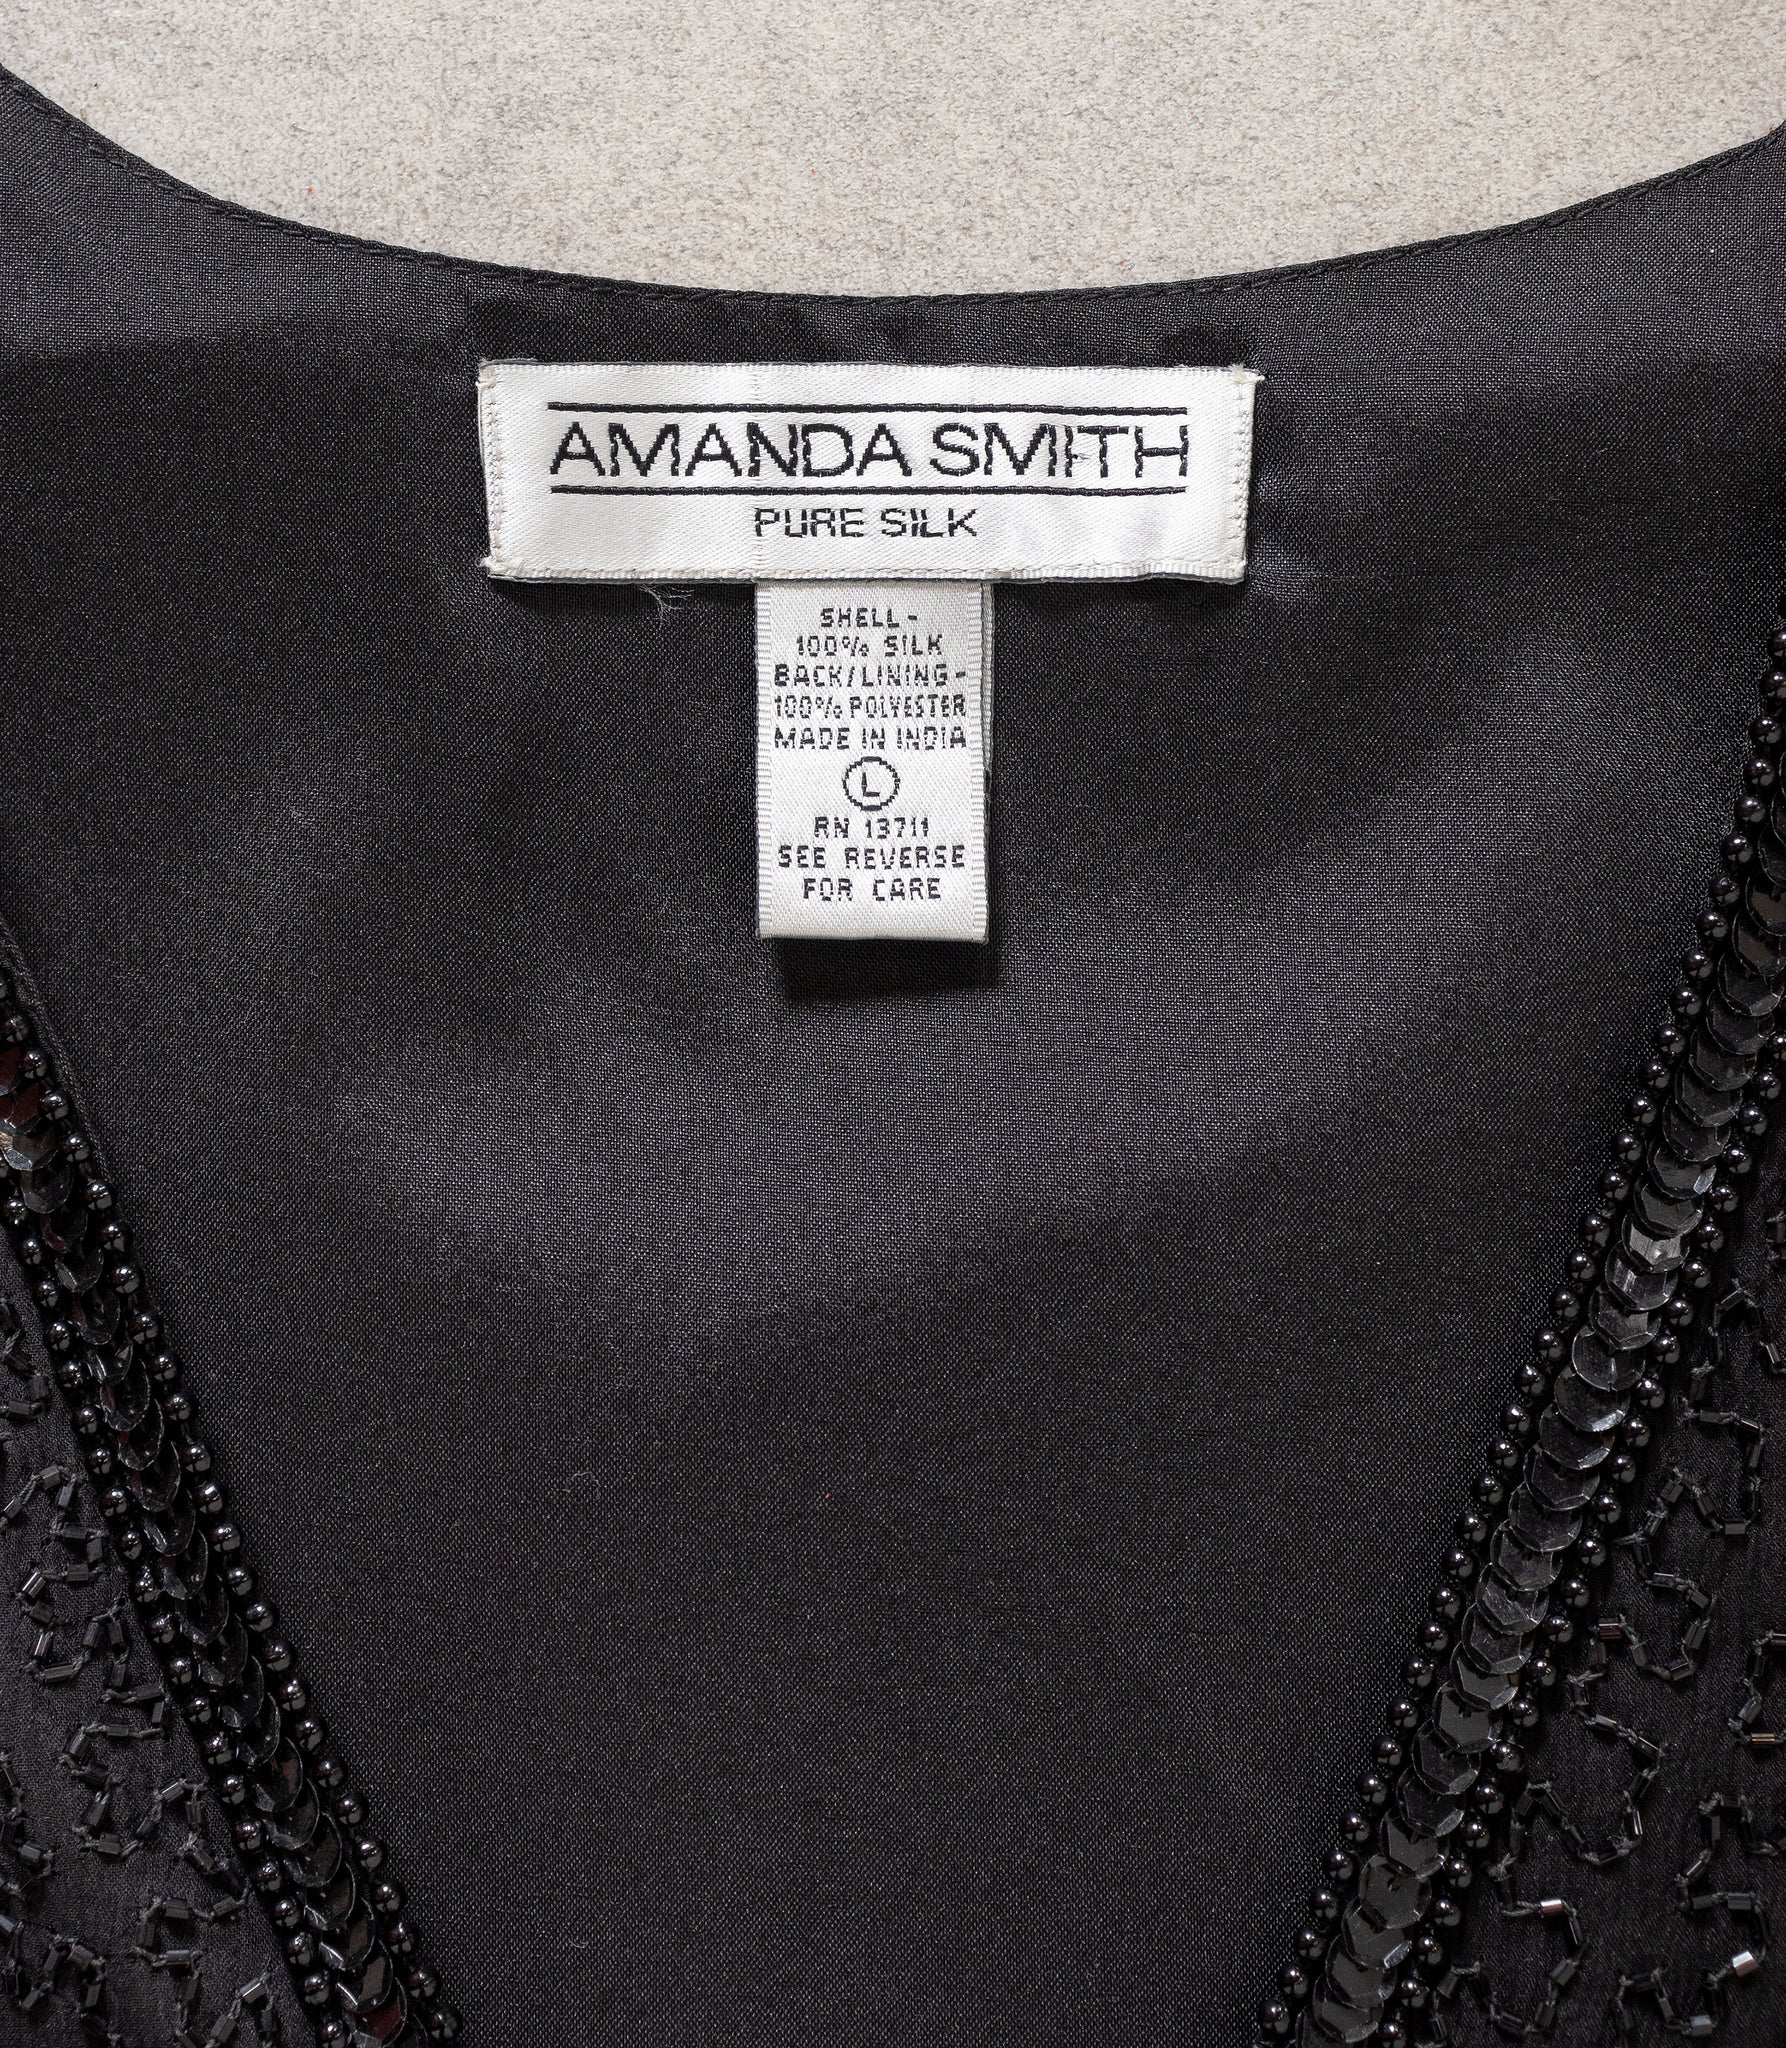 AMANDA SMITH
PURE SILK
SHELL -
100% SILK
BACK/LINING -
100% POLYESTER
MADE IN INDIA
L
RN 13711
SEE REVERSE
FOR CARE